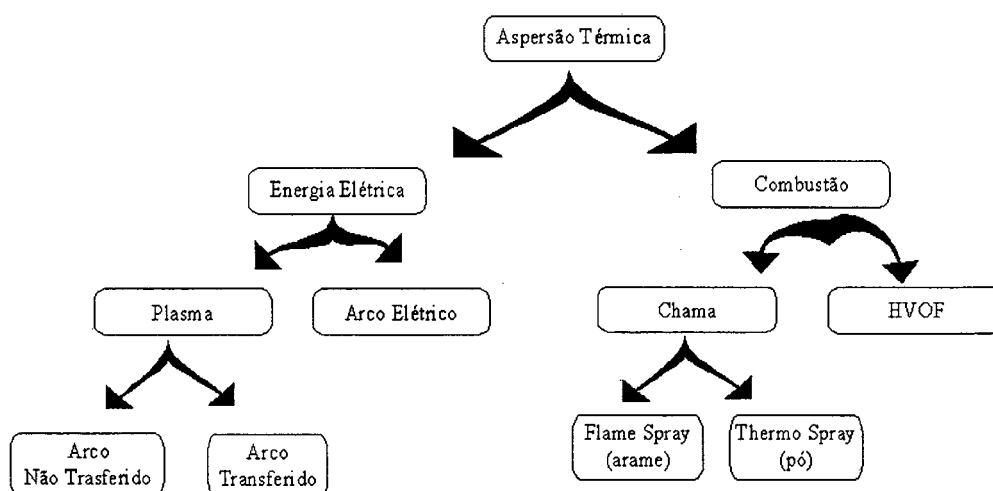 Aspersão Térmica
Energia Elétrica
Combustão
Plasma
Arco Elétrico
Chama
HVOF
Arco
Não Trasferido
Arco
Transferido
Flame Spray
(arame)
Thermo Spray
(pó)